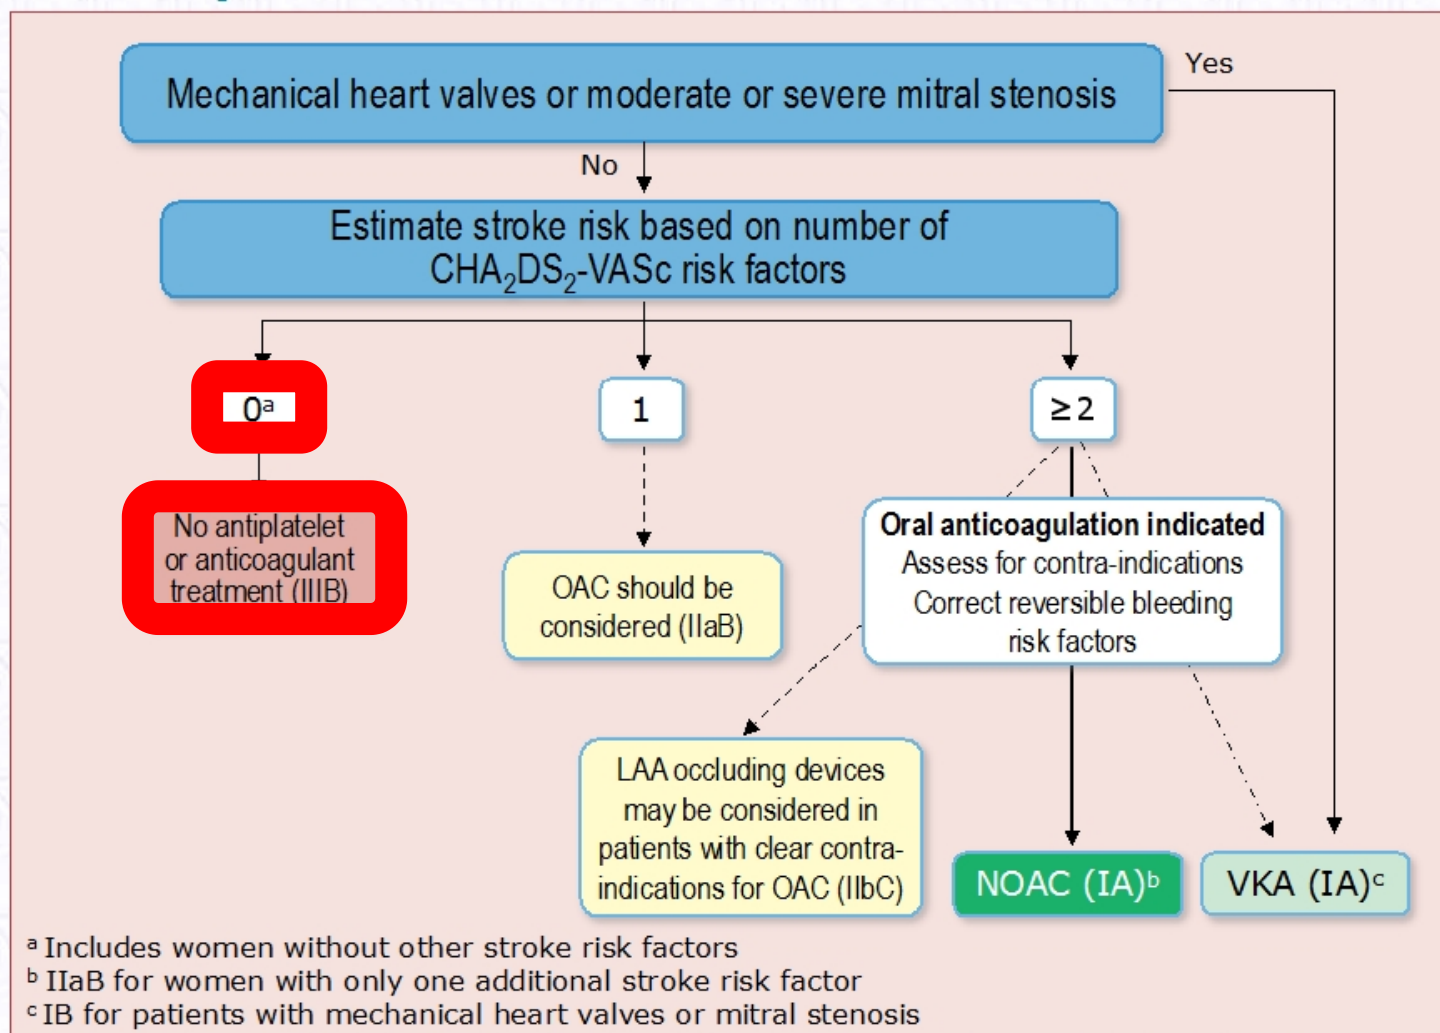 Mechanical heart valves or moderate or severe mitral stenosis
Yes
No
Estimate stroke risk based on number of
CHA₂DS₂-VASc risk factors
0ᵃ
1
≥2
No antiplatelet
or anticoagulant
treatment (IIIB)
OAC should be
considered (IIaB)
Oral anticoagulation indicated
Assess for contra-indications
Correct reversible bleeding
risk factors
LAA occluding devices
may be considered in
patients with clear contra-
indications for OAC (IIbC)
NOAC (IA)ᵇ
VKA (IA)ᶜ
ᵃ Includes women without other stroke risk factors
ᵇ IIaB for women with only one additional stroke risk factor
ᶜ IB for patients with mechanical heart valves or mitral stenosis